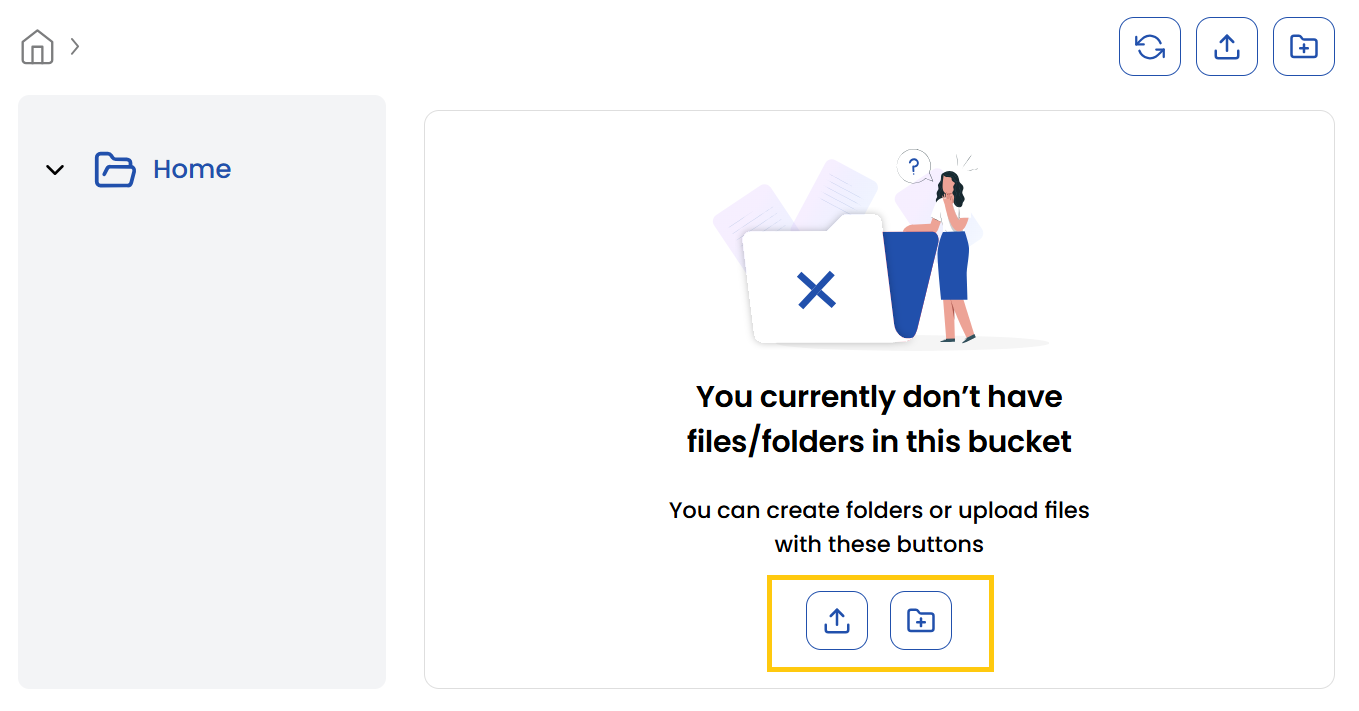 Home
?
You currently don’t have
files/folders in this bucket
You can create folders or upload files
with these buttons